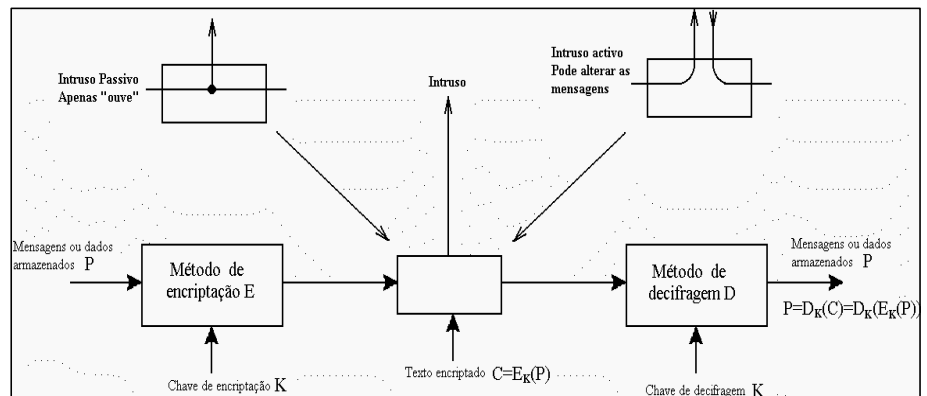 Intruso Passivo
Apenas "ouve"
Intruso
Intruso activo
Pode alterar as
mensagens
Mensagens ou dados
armazenados P
Método de
encriptação E
Método de
decifragem D
Mensagens ou dados
armazenados P
P=D_K(C)=D_K(E_K(P))
Chave de encriptação K
Texto encriptado C=E_K(P)
Chave de decifragem K